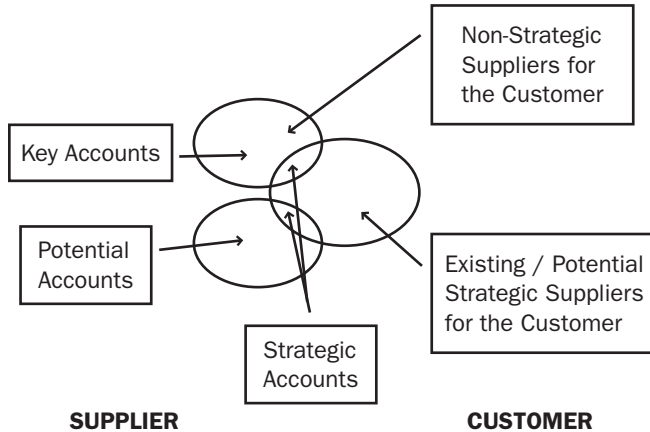 Non-Strategic
Suppliers for
the Customer
Key Accounts
Potential
Accounts
Existing / Potential
Strategic Suppliers
for the Customer
Strategic
Accounts
SUPPLIER
CUSTOMER